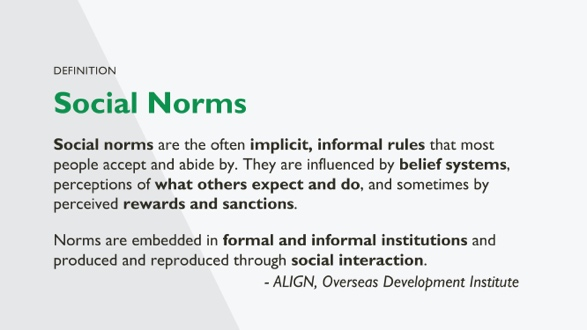 DEFINITION
Social Norms
Social norms are the often implicit, informal rules that most
people accept and abide by. They are influenced by belief systems,
perceptions of what others expect and do, and sometimes by
perceived rewards and sanctions.
Norms are embedded in formal and informal institutions and
produced and reproduced through social interaction.
- ALIGN, Overseas Development Institute